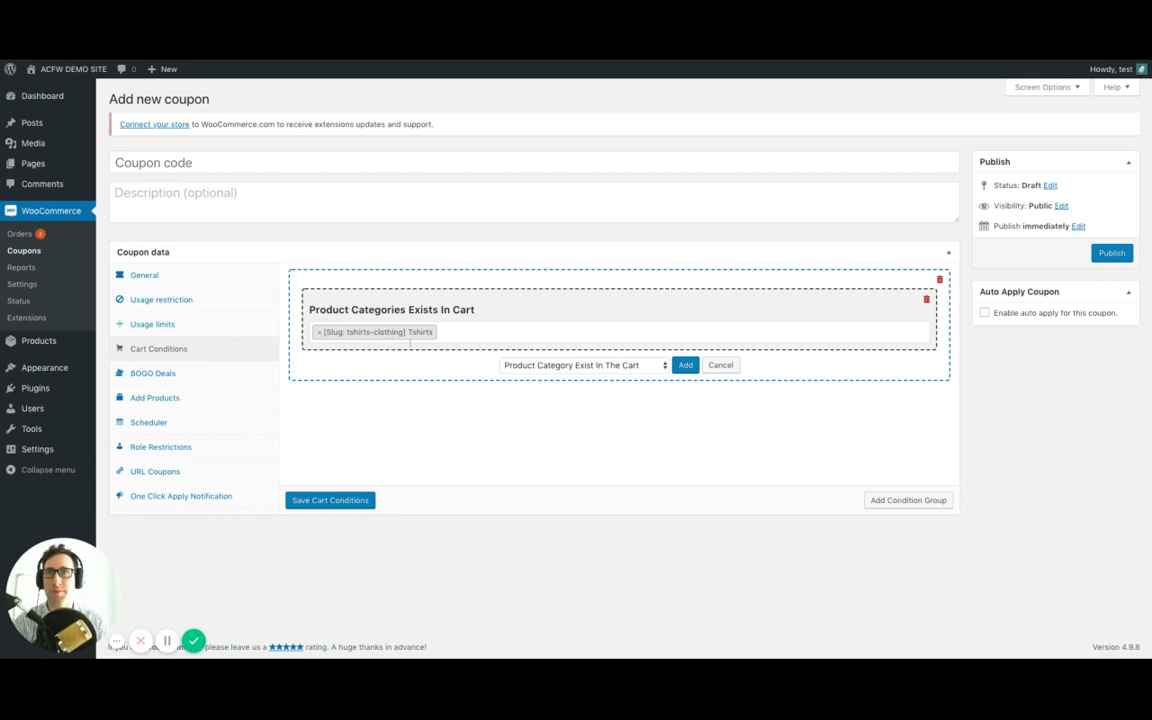 ACFW DEMO SITE
0
+ New
Howdy, test
Dashboard
Posts
Media
Pages
Comments
WooCommerce
Orders 3
Coupons
Reports
Settings
Status
Extensions
Products
Appearance
Plugins
Users
Tools
Settings
Collapse menu
Screen Options ▼
Help ▼
Add new coupon
Connect your store to WooCommerce.com to receive extensions updates and support.
Coupon code
Description (optional)
Coupon data
General
Usage restriction
Usage limits
Cart Conditions
BOGO Deals
Add Products
Scheduler
Role Restrictions
URL Coupons
One Click Apply Notification
Product Categories Exists In Cart
× [Slug: tshirts-clothing] Tshirts
Product Category Exist In The Cart
Add
Cancel
Save Cart Conditions
Add Condition Group
Publish
Status: Draft Edit
Visibility: Public Edit
Publish immediately Edit
Publish
Auto Apply Coupon
Enable auto apply for this coupon.
please leave us a ★★★★★ rating. A huge thanks in advance!
Version 4.9.8